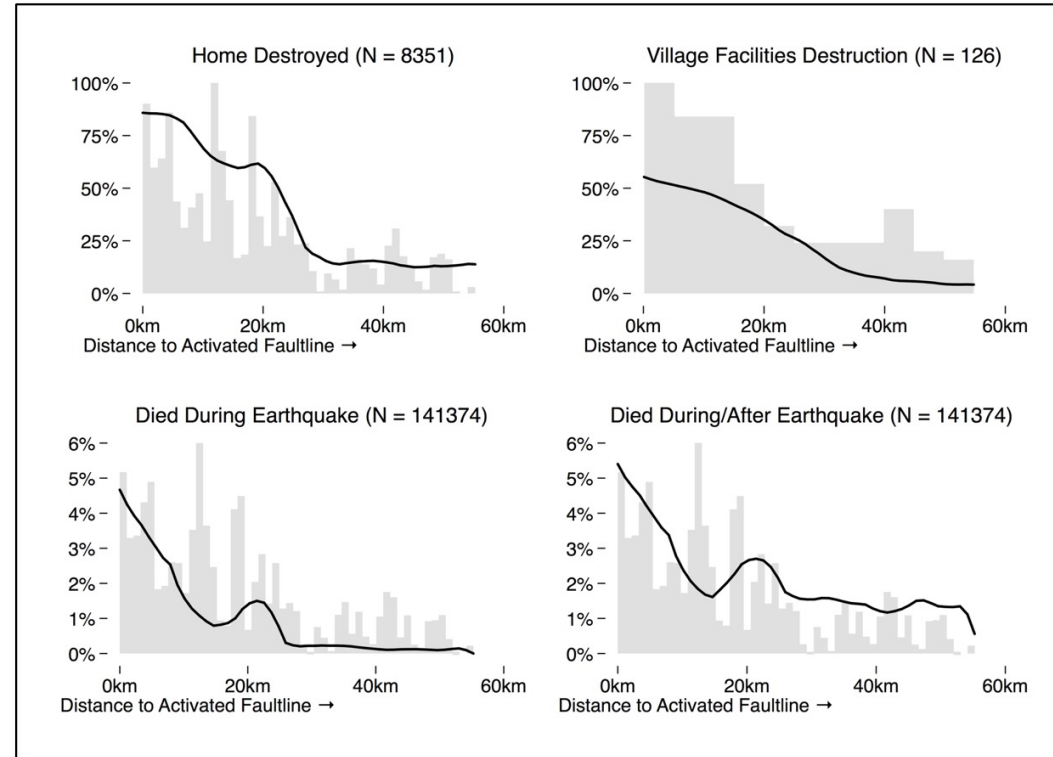 Home Destroyed (N = 8351)
100%
75%
50%
25%
0%
0km 20km 40km 60km
Distance to Activated Faultline →
Village Facilities Destruction (N = 126)
100%
75%
50%
25%
0%
0km 20km 40km 60km
Distance to Activated Faultline →
Died During Earthquake (N = 141374)
6%
5%
4%
3%
2%
1%
0%
0km 20km 40km 60km
Distance to Activated Faultline →
Died During/After Earthquake (N = 141374)
6%
5%
4%
3%
2%
1%
0%
0km 20km 40km 60km
Distance to Activated Faultline →